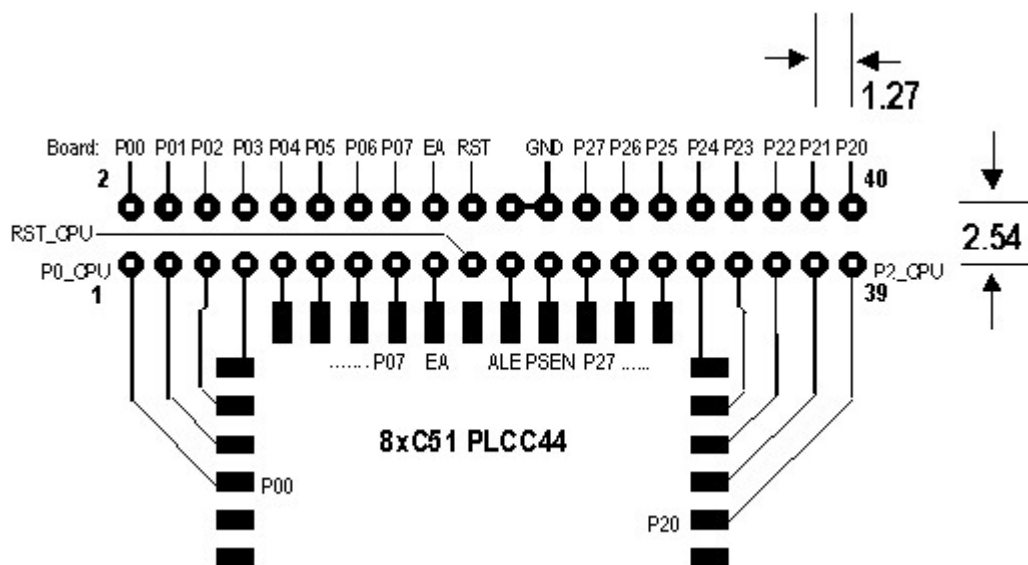 1.27
Board: P00 P01 P02 P03 P04 P05 P06 P07 EA RST GND P27 P26 P25 P24 P23 P22 P21 P20
2 40
2.54
RST_CPU
P0_CPU P2_CPU
1 39
....... P07 EA ALE PSEN P27 ......
8xC51 PLCC44
P00
P20